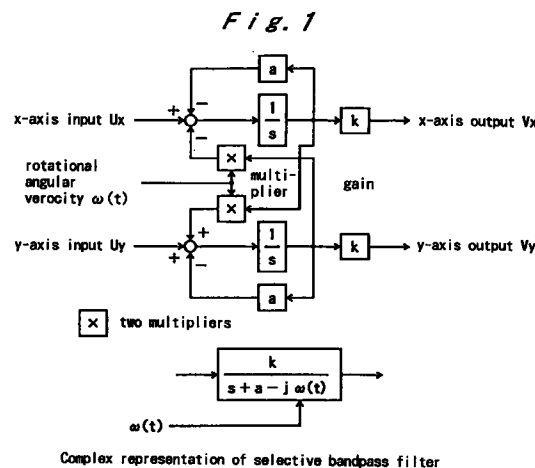 Fig. 1
a
+
−
x-axis input Ux
1
s
k
x-axis output Vx
−
×
rotational
angular
verocity ω(t)
multi-
plier
gain
×
+
y-axis input Uy
+
−
1
s
k
y-axis output Vy
a
× two multipliers
k
s + a − j ω(t)
ω(t)
Complex representation of selective bandpass filter